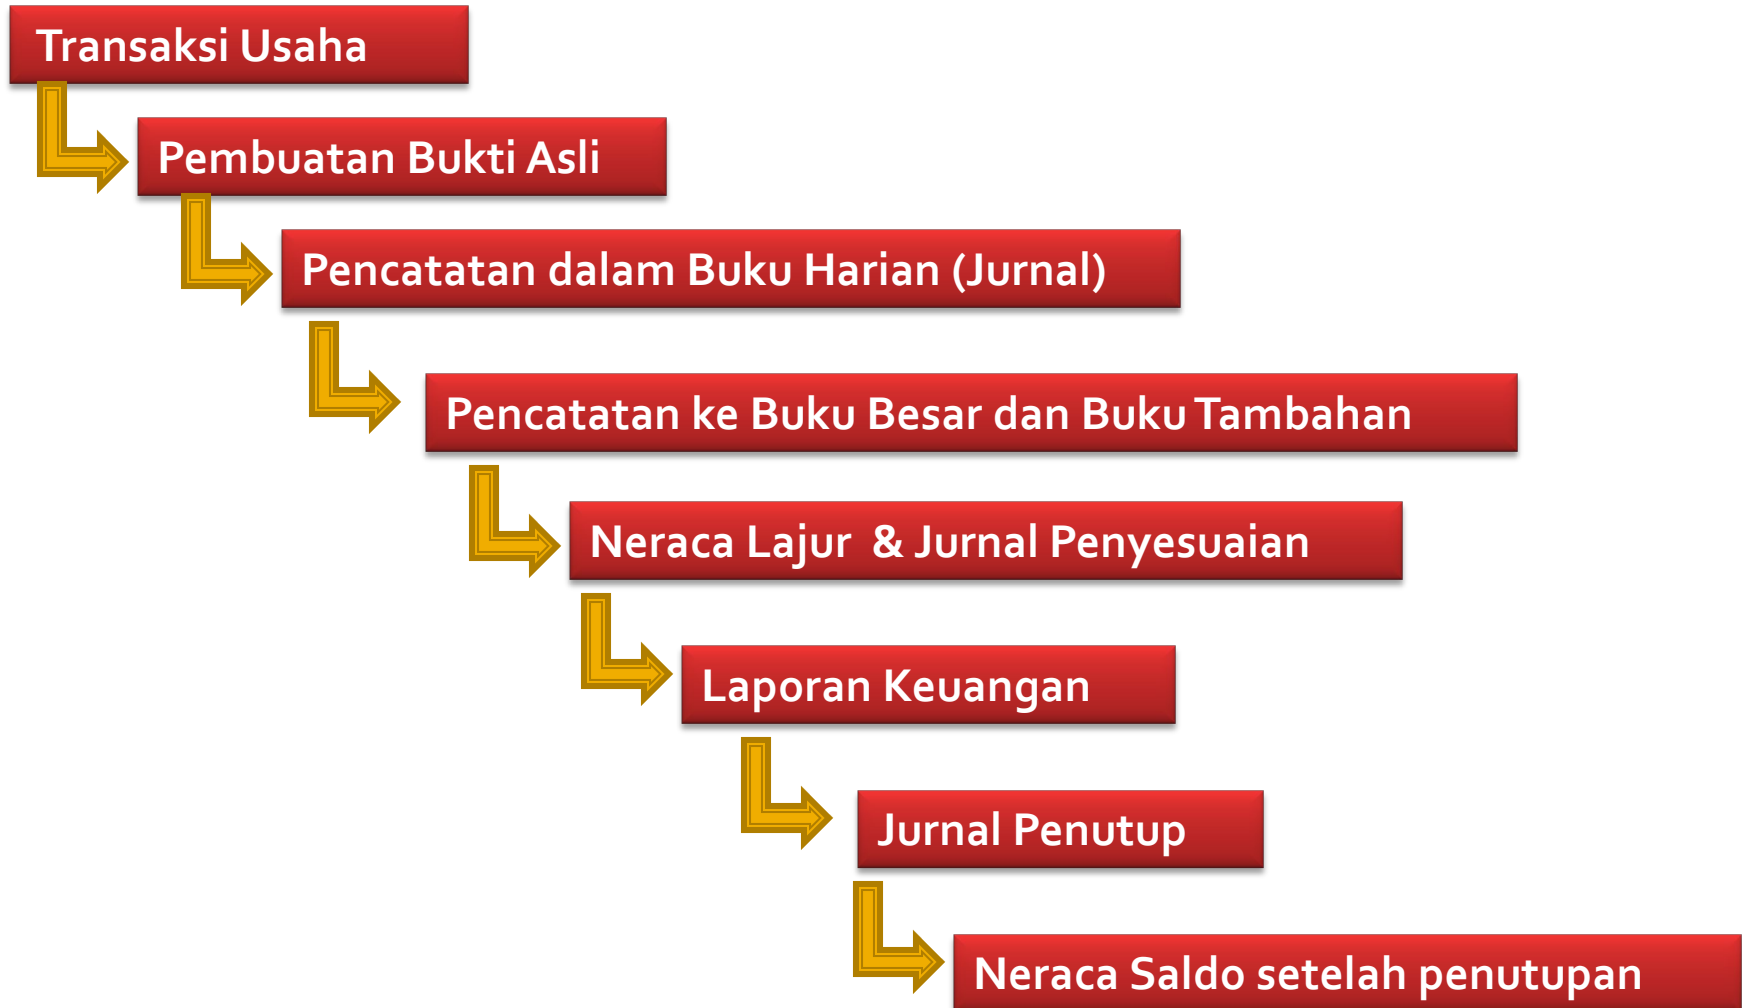 Transaksi Usaha
Pembuatan Bukti Asli
Pencatatan dalam Buku Harian (Jurnal)
Pencatatan ke Buku Besar dan Buku Tambahan
Neraca Lajur & Jurnal Penyesuaian
Laporan Keuangan
Jurnal Penutup
Neraca Saldo setelah penutupan